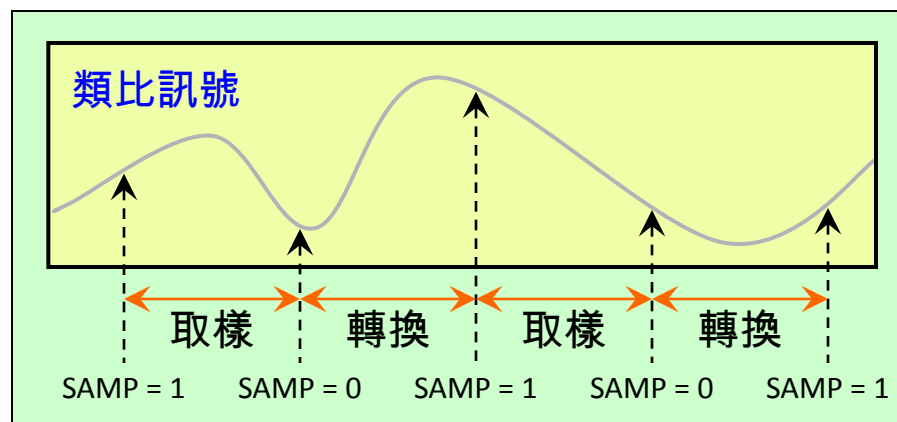 類比訊號
取樣 轉換 取樣 轉換
SAMP = 1 SAMP = 0 SAMP = 1 SAMP = 0 SAMP = 1